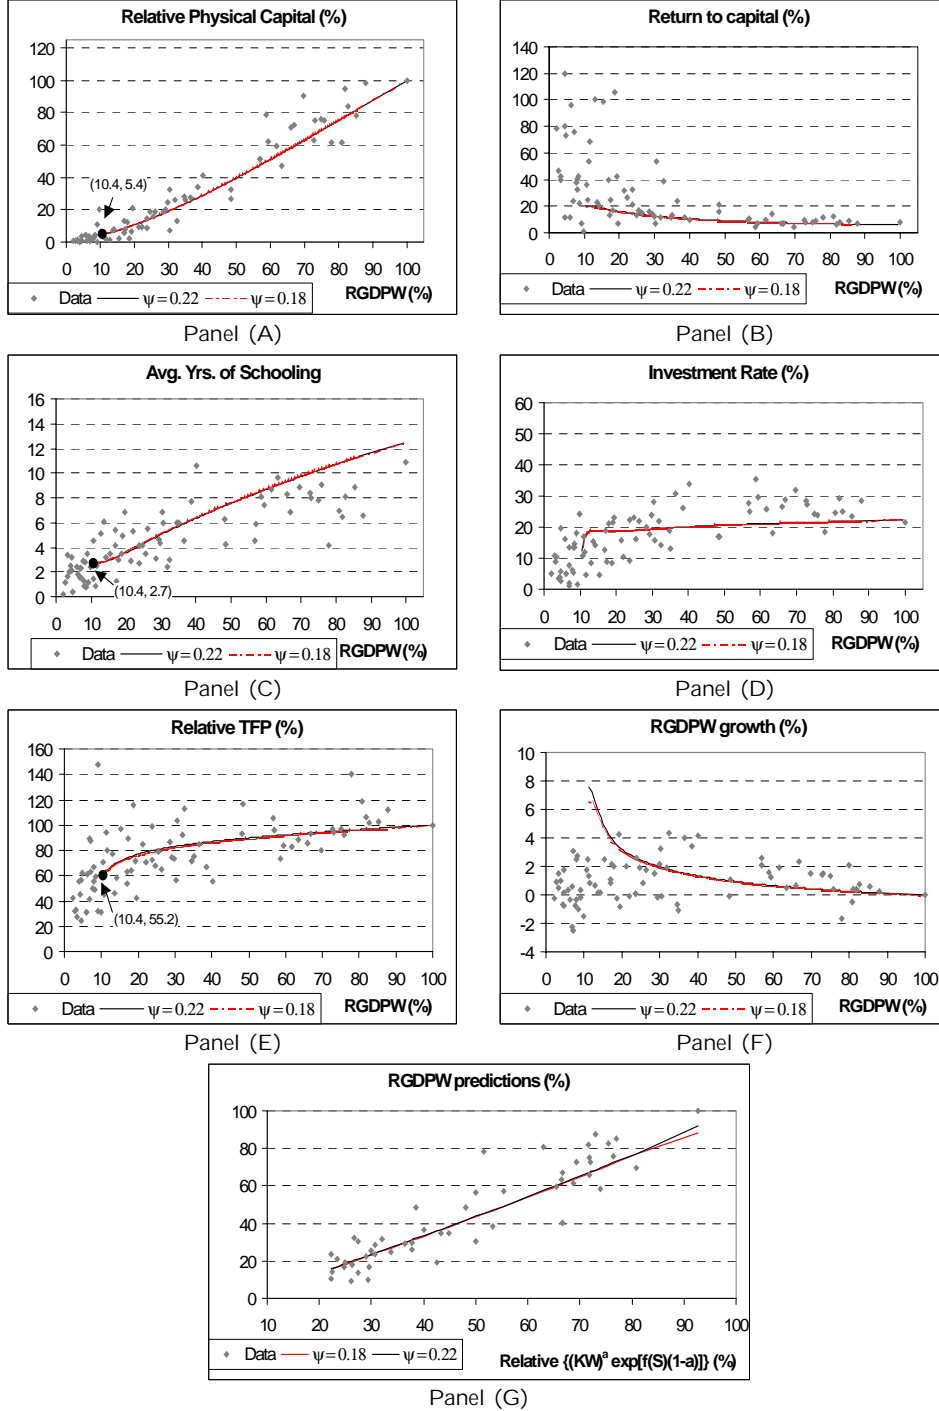 Relative Physical Capital (%)
120
100
80
60
40
20
0
(10.4, 5.4)
0 10 20 30 40 50 60 70 80 90 100
Data ψ=0.22 ψ=0.18 RGDPW(%)
Panel (A)
Return to capital
140
120
100
80
60
40
20
0
0 10 20 30 40 50 60 70 80 90 100
Data ψ=0.22 ψ=0.18 RGDPW(%)
Panel (B)
Avg. Yrs. of Schooling
16
14
12
10
8
6
4
2
0
(10.4, 2.7)
0 10 20 30 40 50 60 70 80 90 100
Data ψ=0.22 ψ=0.18 RGDPW(%)
Panel (C)
Investment Rate (%)
60
50
40
30
20
10
0
0 10 20 30 40 50 60 70 80 90 100
Data ψ=0.22 ψ=0.18 RGDPW(%)
Panel (D)
Relative TFP (%)
160
140
120
100
80
60
40
20
0
(10.4, 55.2)
0 10 20 30 40 50 60 70 80 90 100
Data ψ=0.22 ψ=0.18 RGDPW(%)
Panel (E)
RGDPW growth (%)
10
8
6
4
2
0
-2
-4
0 10 20 30 40 50 60 70 80 90 100
Data ψ=0.22 ψ=0.18 RGDPW(%)
Panel (F)
RGDPW predictions (%)
100
80
60
40
20
0
10 20 30 40 50 60 70 80 90 100
Data ψ=0.18 ψ=0.22 Relative {(KW)^a exp[f(S)(1-a)]} (%)
Panel (G)